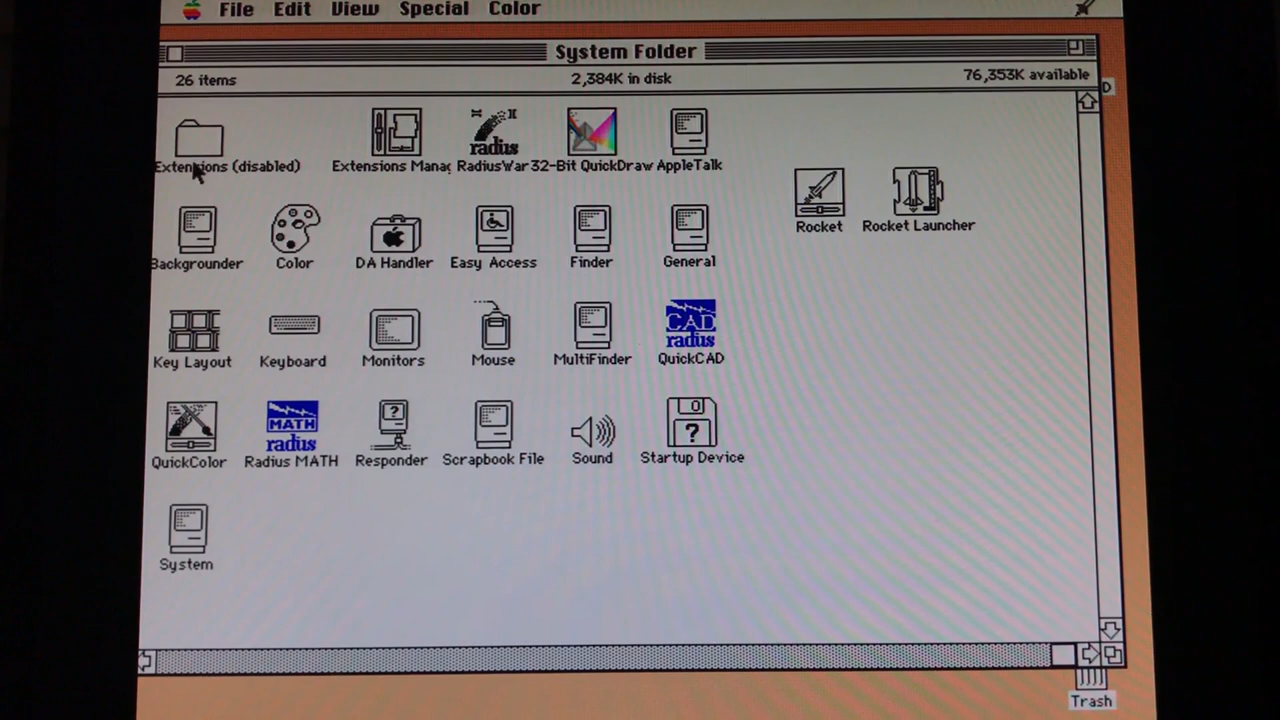 File Edit View Special Color
System Folder
26 items 2,384K in disk 76,353K available
D
radius
Extensions (disabled) Extensions Manag RadiusWar 32-Bit QuickDraw AppleTalk
Rocket Rocket Launcher
Backgrounder Color DA Handler Easy Access Finder General
CAD
radius
Key Layout Keyboard Monitors Mouse MultiFinder QuickCAD
MATH
radius
?
?
QuickColor Radius MATH Responder Scrapbook File Sound Startup Device
System
Trash